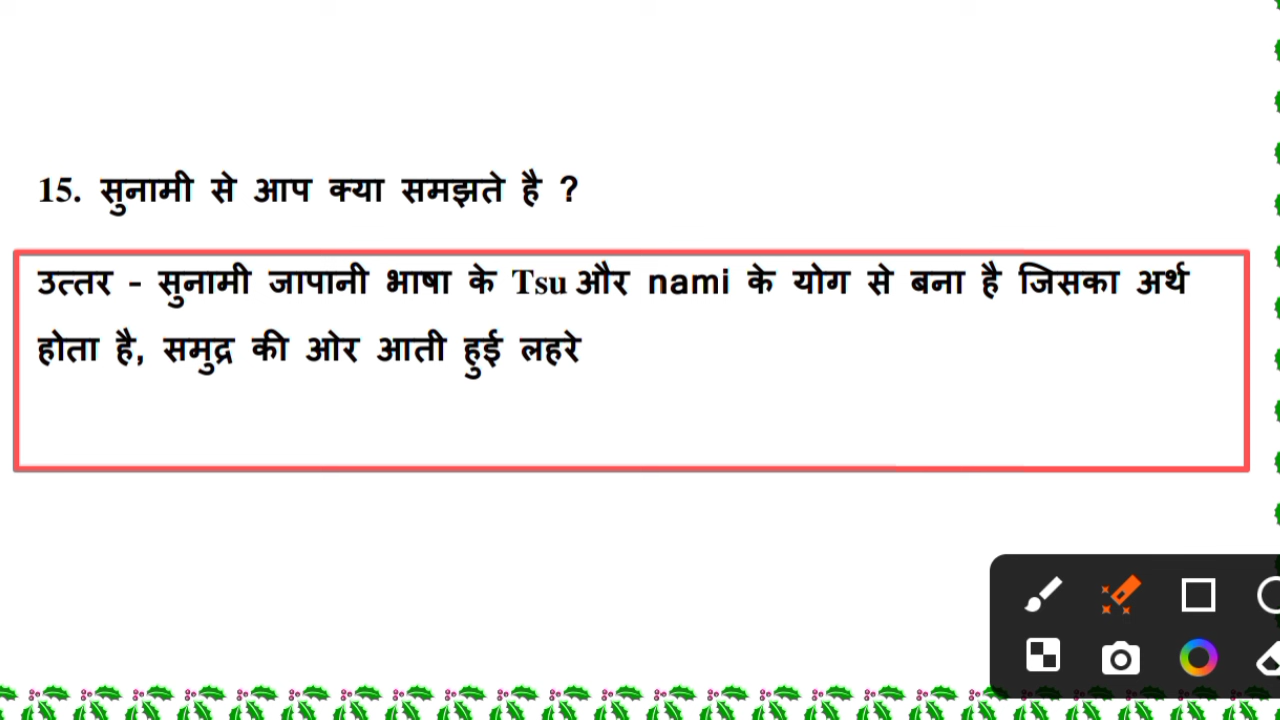 15. सुनामी से आप क्या समझते है ?
उत्तर - सुनामी जापानी भाषा के Tsu और nami के योग से बना है जिसका अर्थ
होता है, समुद्र की ओर आती हुई लहरे